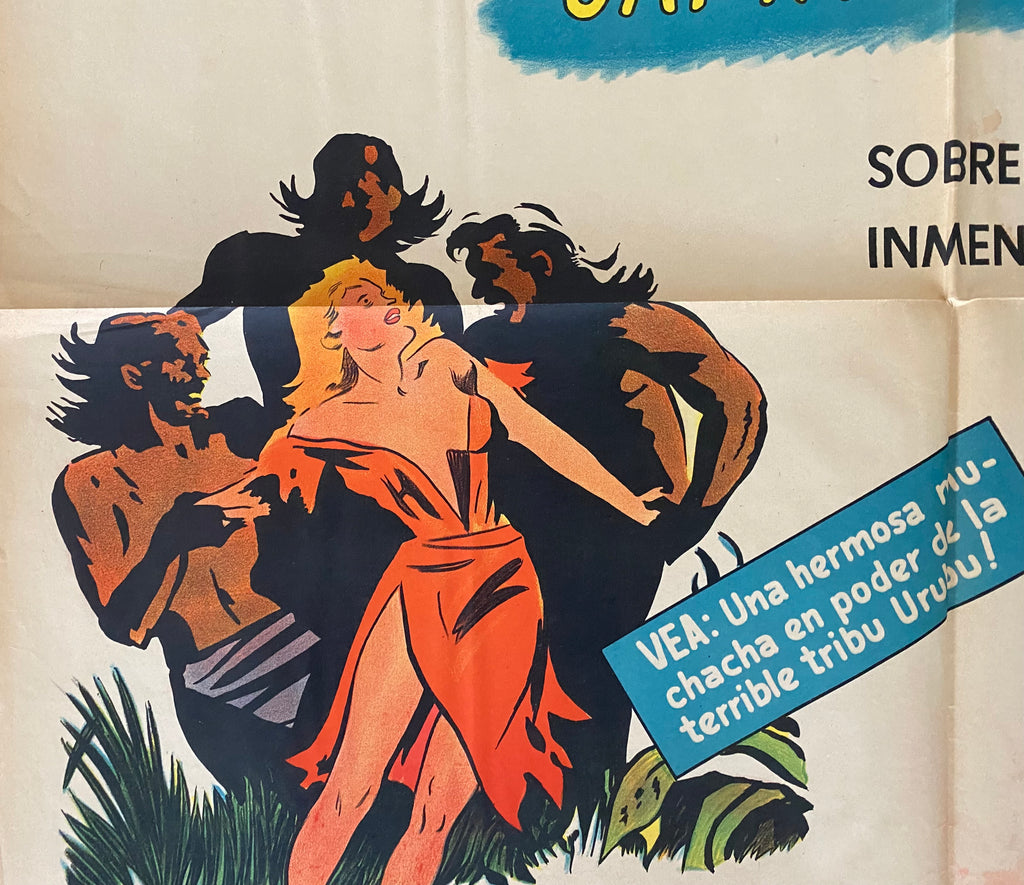 SOBRE
INMEN
VEA: Una hermosa mu-
chacha en poder de la
terrible tribu Urubu!